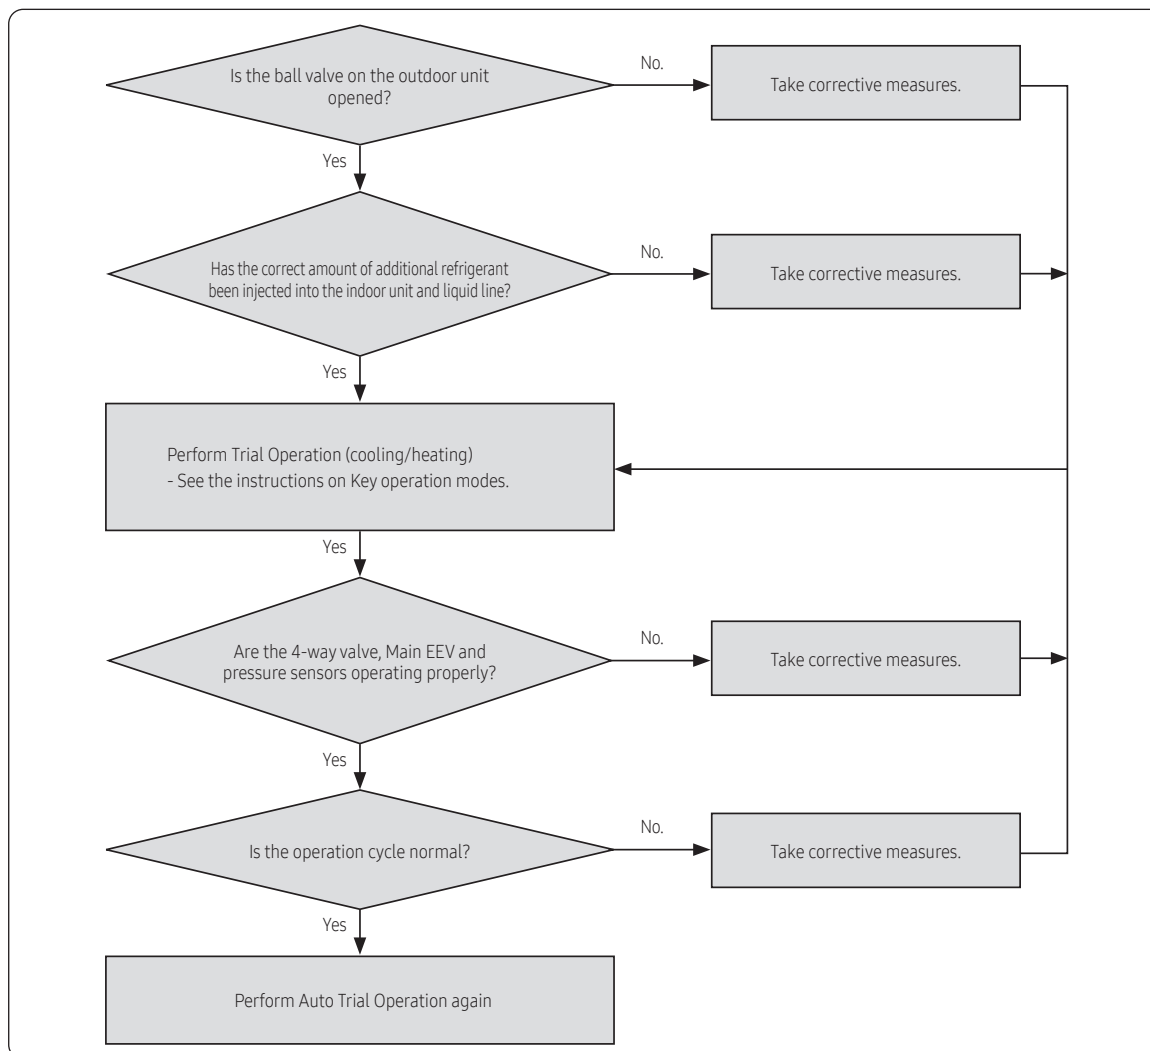 Is the ball valve on the outdoor unit
opened?
No.
Take corrective measures.
Yes
Has the correct amount of additional refrigerant
been injected into the indoor unit and liquid line?
No.
Take corrective measures.
Yes
Perform Trial Operation (cooling/heating)
- See the instructions on Key operation modes.
Yes
Are the 4-way valve, Main EEV and
pressure sensors operating properly?
No.
Take corrective measures.
Yes
Is the operation cycle normal?
No.
Take corrective measures.
Yes
Perform Auto Trial Operation again